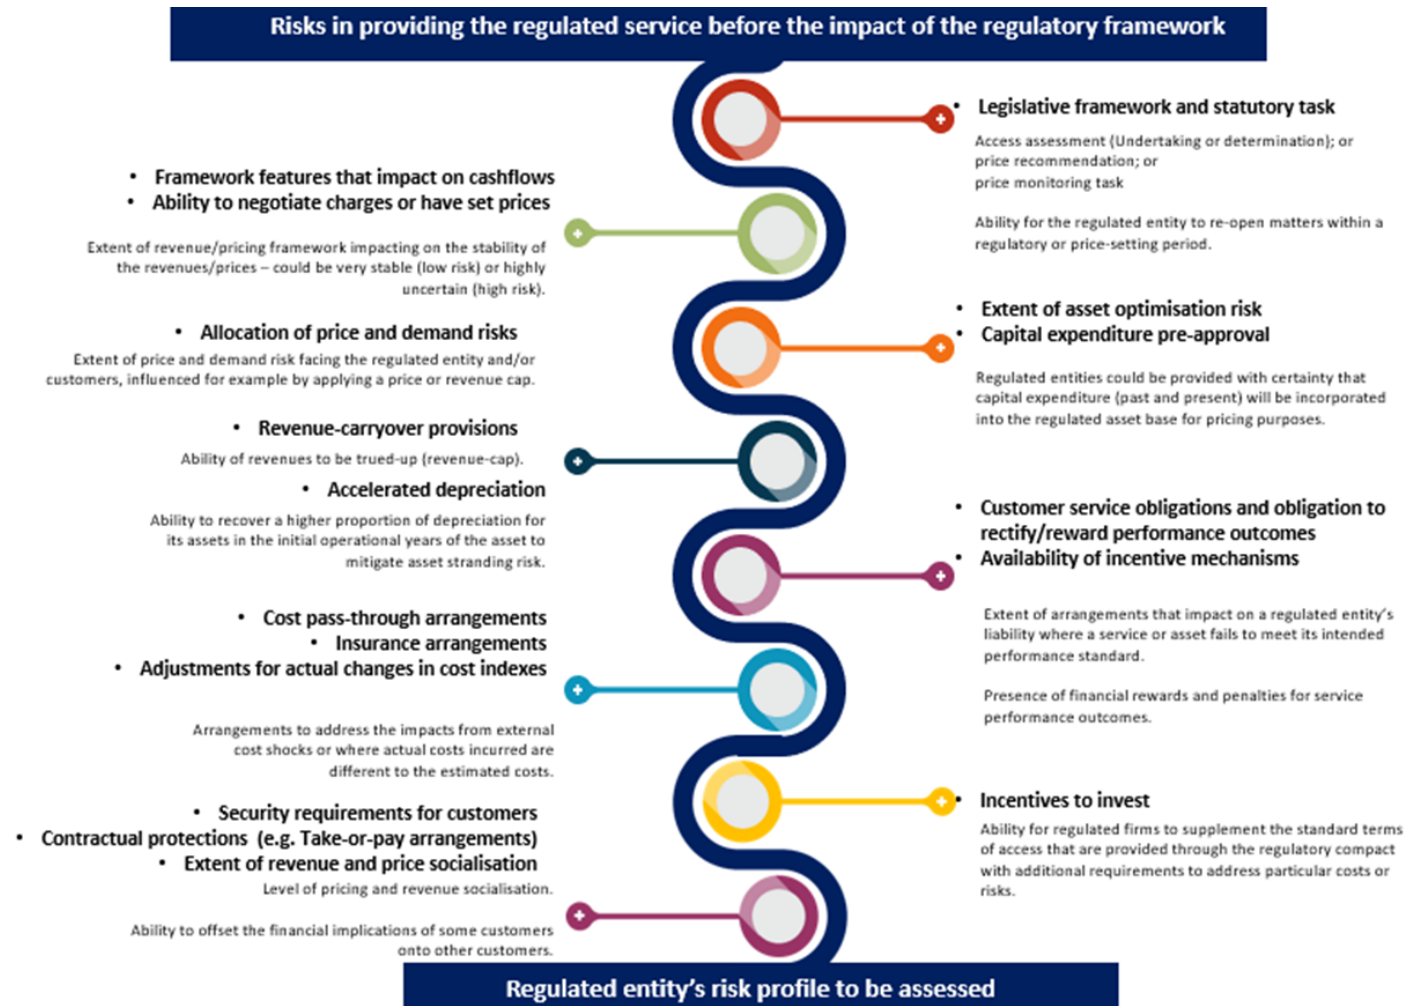 Risks in providing the regulated service before the impact of the regulatory framework
• Legislative framework and statutory task
Access assessment (Undertaking or determination); or
price recommendation; or
price monitoring task
Ability for the regulated entity to re-open matters within a
regulatory or price-setting period.
• Framework features that impact on cashflows
• Ability to negotiate charges or have set prices
Extent of revenue/pricing framework impacting on the stability of
the revenues/prices – could be very stable (low risk) or highly
uncertain (high risk).
• Extent of asset optimisation risk
• Capital expenditure pre-approval
Regulated entities could be provided with certainty that
capital expenditure (past and present) will be incorporated
into the regulated asset base for pricing purposes.
• Allocation of price and demand risks
Extent of price and demand risk facing the regulated entity and/or
customers, influenced for example by applying a price or revenue cap.
• Revenue-carryover provisions
Ability of revenues to be trued-up (revenue-cap).
• Accelerated depreciation
Ability to recover a higher proportion of depreciation for
its assets in the initial operational years of the asset to
mitigate asset stranding risk.
• Customer service obligations and obligation to
rectify/reward performance outcomes
• Availability of incentive mechanisms
Extent of arrangements that impact on a regulated entity's
liability where a service or asset fails to meet its intended
performance standard.
Presence of financial rewards and penalties for service
performance outcomes.
• Cost pass-through arrangements
• Insurance arrangements
• Adjustments for actual changes in cost indexes
Arrangements to address the impacts from external
cost shocks or where actual costs incurred are
different to the estimated costs.
• Incentives to invest
Ability for regulated firms to supplement the standard terms
of access that are provided through the regulatory compact
with additional requirements to address particular costs or
risks.
• Security requirements for customers
• Contractual protections (e.g. Take-or-pay arrangements)
• Extent of revenue and price socialisation
Level of pricing and revenue socialisation.
Ability to offset the financial implications of some customers
onto other customers.
Regulated entity's risk profile to be assessed